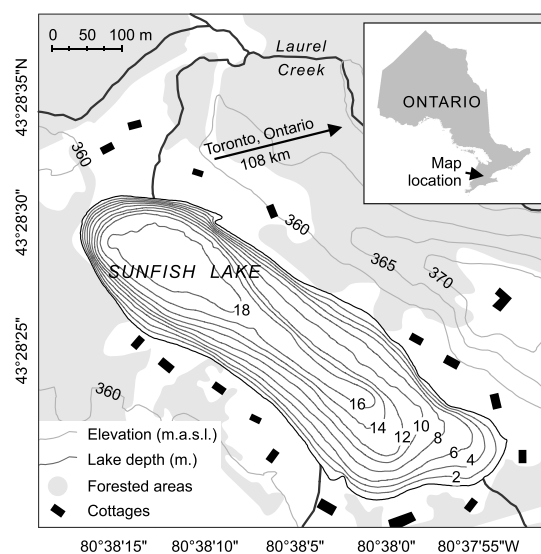 0 50 100 m
Laurel
Creek
ONTARIO
Map
location
Toronto, Ontario
108 km
360
360
365
370
SUNFISH LAKE
18
16
14
12
10
8
6
4
2
360
Elevation (m.a.s.l.)
Lake depth (m.)
Forested areas
Cottages
43°28'35"N
43°28'30"
43°28'25"
80°38'15" 80°38'10" 80°38'5" 80°38'0" 80°37'55"W